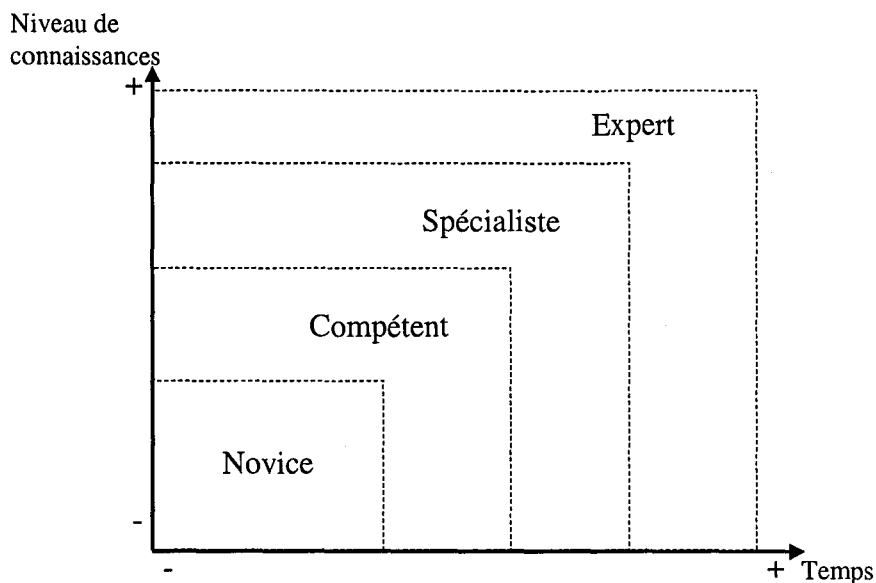 Niveau de
connaissances
+
Expert
Spécialiste
Compétent
Novice
-
-
+ Temps